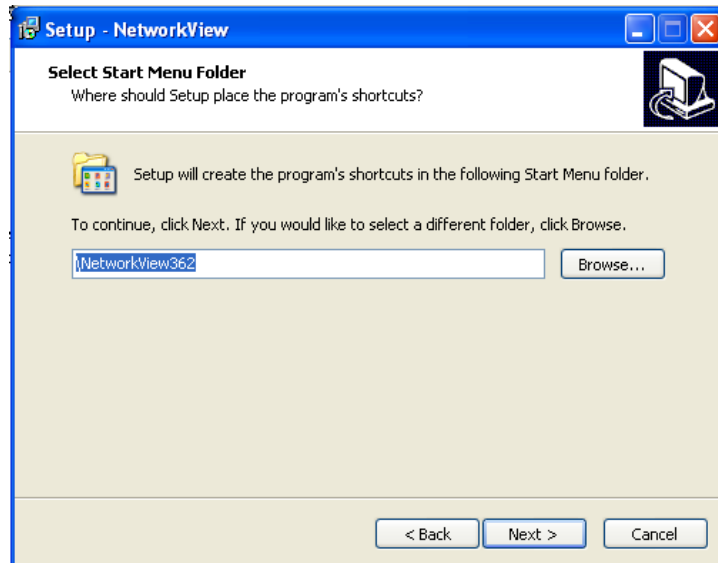 Setup - NetworkView
Select Start Menu Folder
Where should Setup place the program's shortcuts?
Setup will create the program's shortcuts in the following Start Menu folder.
To continue, click Next. If you would like to select a different folder, click Browse.
\NetworkView362
Browse...
< Back
Next >
Cancel